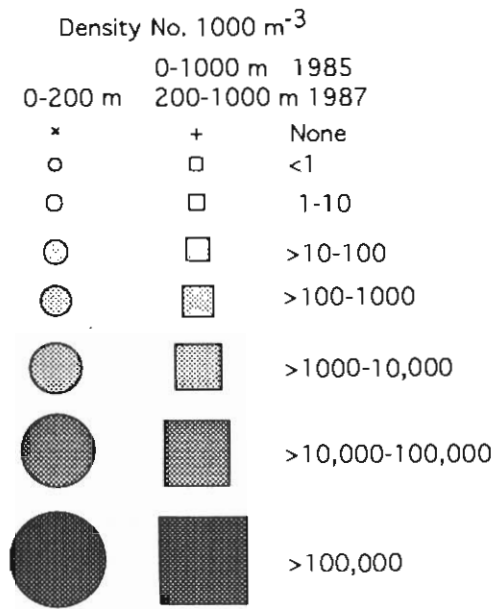 Density No. 1000 m-3
0-1000 m 1985
0-200 m 200-1000 m 1987
x + None
<1
1-10
>10-100
>100-1000
>1000-10,000
>10,000-100,000
>100,000